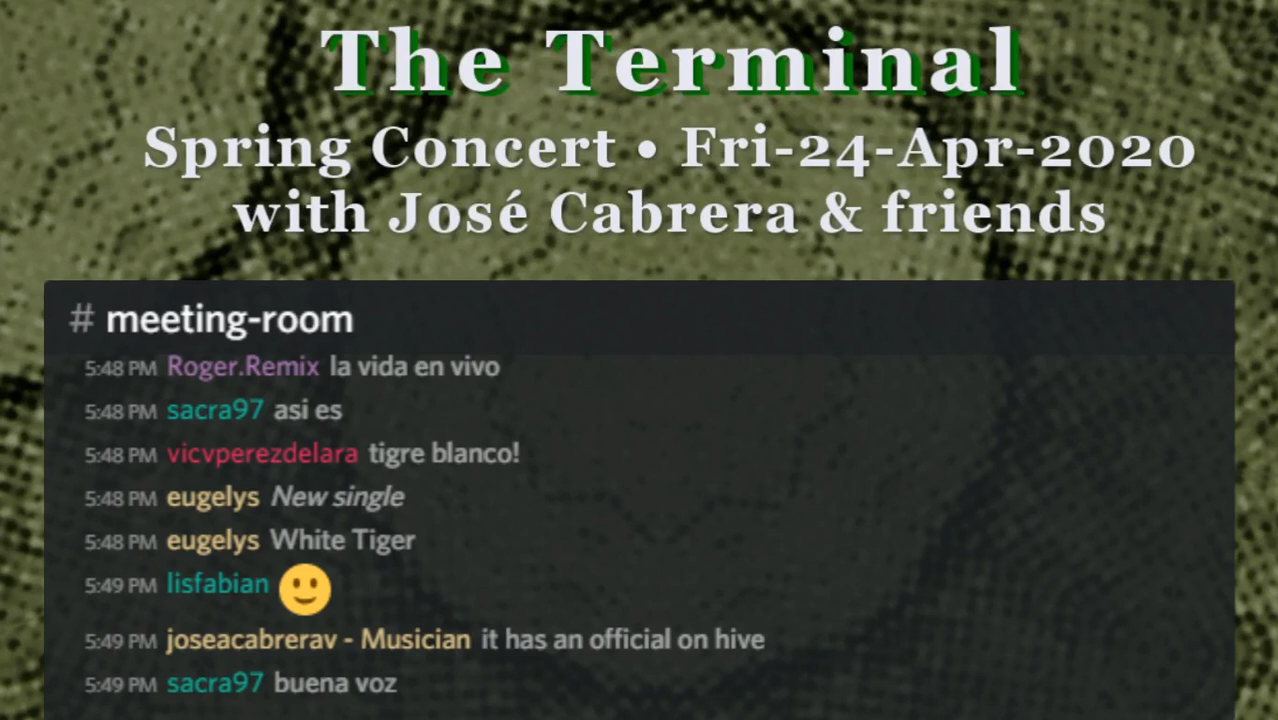 The Terminal
Spring Concert • Fri-24-Apr-2020
with José Cabrera & friends
# meeting-room
5:48 PM Roger.Remix la vida en vivo
5:48 PM sacra97 asi es
5:48 PM vicvperezdelara tigre blanco!
5:48 PM eugelys New single
5:48 PM eugelys White Tiger
5:49 PM lisfabian 🙂
5:49 PM joseacabrerav - Musician it has an official on hive
5:49 PM sacra97 buena voz